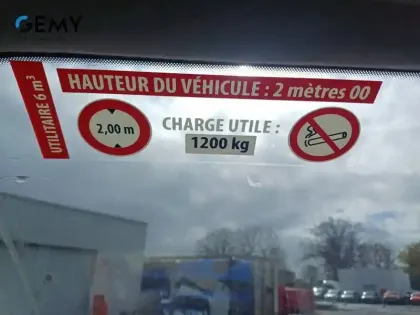 GEMY
UTILITAIRE 6 m³
HAUTEUR DU VÉHICULE : 2 mètres 00
2,00 m
CHARGE UTILE :
1200 kg